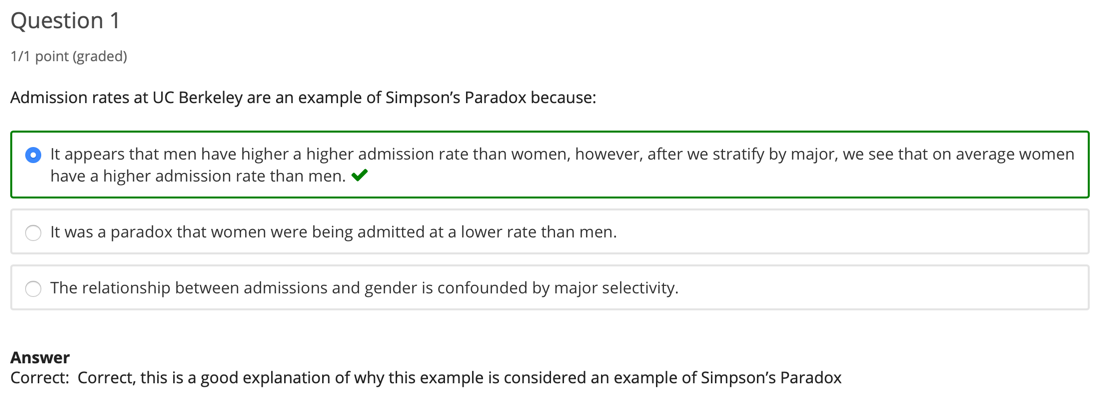 Question 1
1/1 point (graded)
Admission rates at UC Berkeley are an example of Simpson’s Paradox because:
It appears that men have higher a higher admission rate than women, however, after we stratify by major, we see that on average women
have a higher admission rate than men.
It was a paradox that women were being admitted at a lower rate than men.
The relationship between admissions and gender is confounded by major selectivity.
Answer
Correct: Correct, this is a good explanation of why this example is considered an example of Simpson’s Paradox